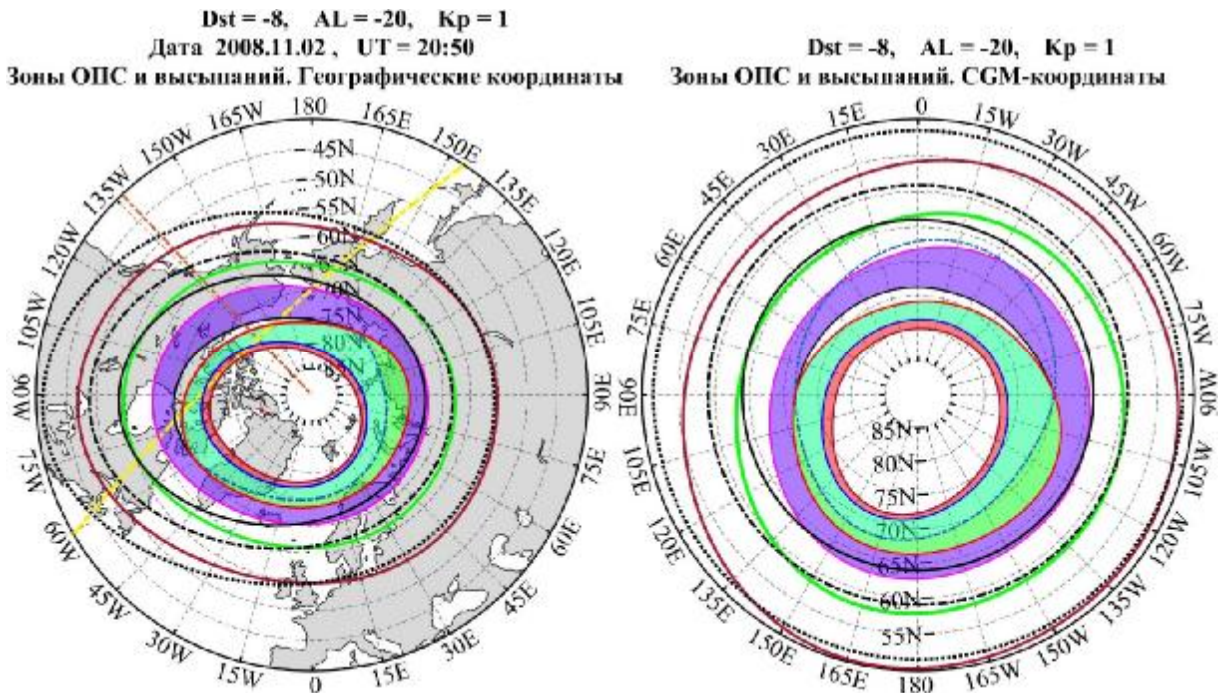 Dst = -8, AL = -20, Kp = 1
Дата 2008.11.02 , UT = 20:50
Зоны ОПС и высыпаний. Географические координаты
180
165W
165E
150W
150E
135W
135E
120W
120E
105W
105E
90W
90E
75W
75E
60W
60E
45W
45E
30W
30E
15W
15E
0
45N
50N
55N
60N
70N
75N
80N
Dst = -8, AL = -20, Kp = 1
Зоны ОПС и высыпаний. CGM-координаты
0
15E
15W
30E
30W
45E
45W
60E
60W
75E
75W
90E
90W
105E
105W
120E
120W
135E
135W
150E
150W
165E
165W
180
85N
80N
75N
70N
65N
60N
55N